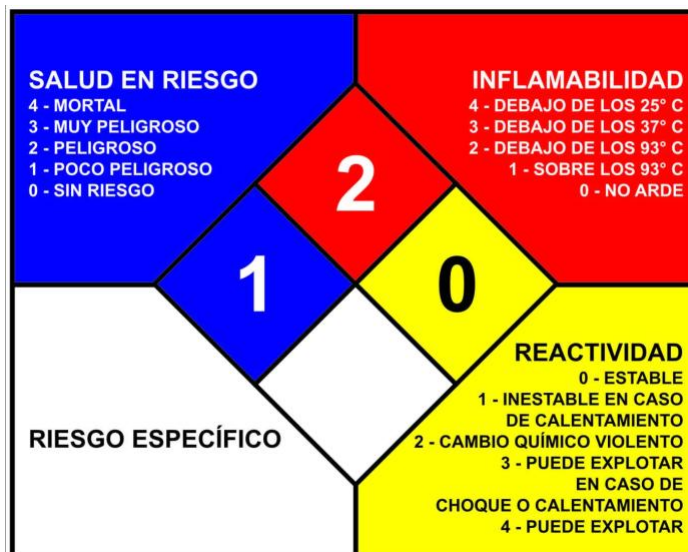 SALUD EN RIESGO
4 - MORTAL
3 - MUY PELIGROSO
2 - PELIGROSO
1 - POCO PELIGROSO
0 - SIN RIESGO
INFLAMABILIDAD
4 - DEBAJO DE LOS 25° C
3 - DEBAJO DE LOS 37° C
2 - DEBAJO DE LOS 93° C
1 - SOBRE LOS 93° C
0 - NO ARDE
2
1
0
RIESGO ESPECÍFICO
REACTIVIDAD
0 - ESTABLE
1 - INESTABLE EN CASO
DE CALENTAMIENTO
2 - CAMBIO QUÍMICO VIOLENTO
3 - PUEDE EXPLOTAR
EN CASO DE
CHOQUE O CALENTAMIENTO
4 - PUEDE EXPLOTAR